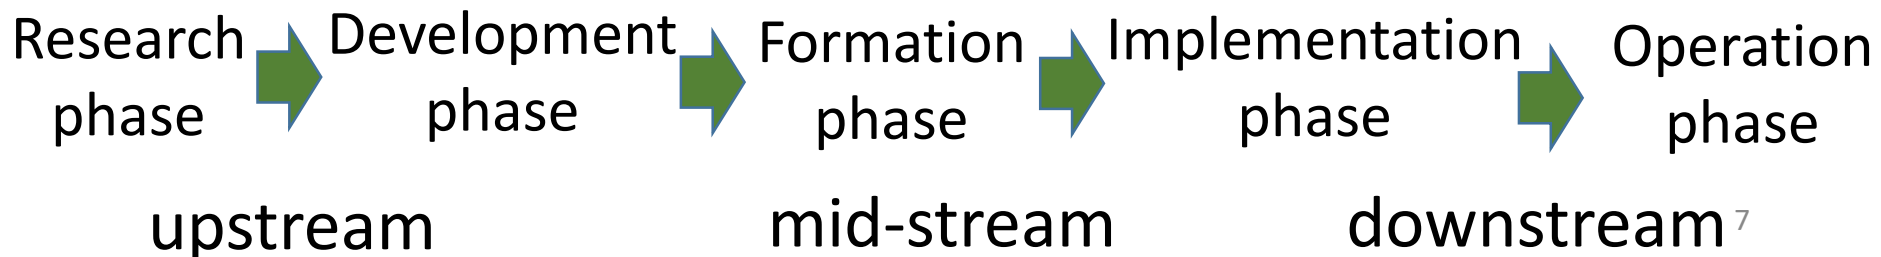 Research
phase
Development
phase
Formation
phase
Implementation
phase
Operation
phase
upstream
mid-stream
downstream
7